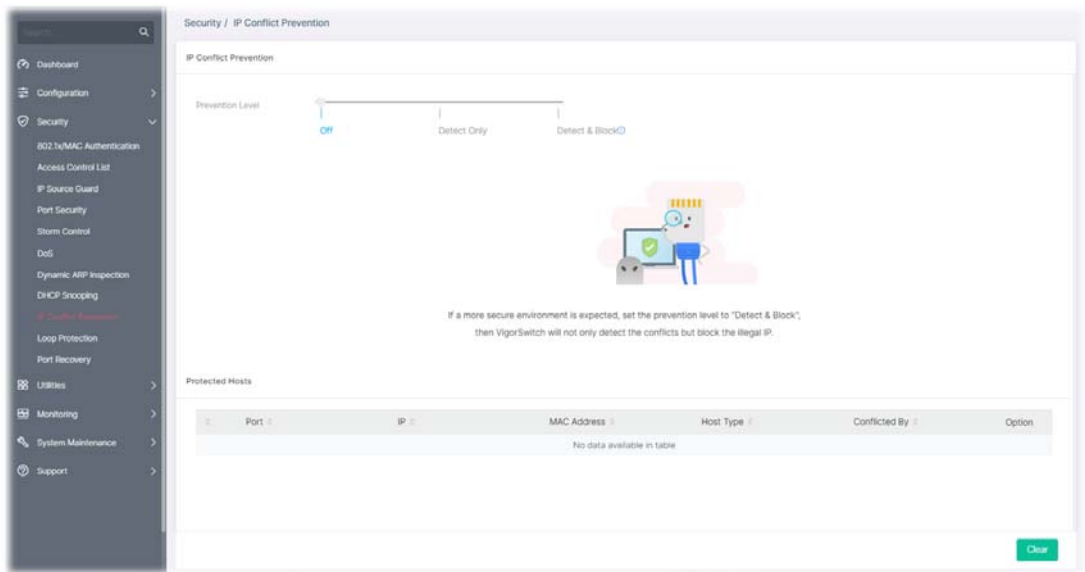 Search...
Dashboard
Configuration
Security
802.1x/MAC Authentication
Access Control List
IP Source Guard
Port Security
Storm Control
DoS
Dynamic ARP Inspection
DHCP Snooping
IP Conflict Prevention
Loop Protection
Port Recovery
Utilities
Monitoring
System Maintenance
Support
Security / IP Conflict Prevention
IP Conflict Prevention
Prevention Level
Off Detect Only Detect & Block
If a more secure environment is expected, set the prevention level to "Detect & Block",
then VigorSwitch will not only detect the conflicts but block the illegal IP.
Protected Hosts
Port IP MAC Address Host Type Conflicted By Option
No data available in table
Clear